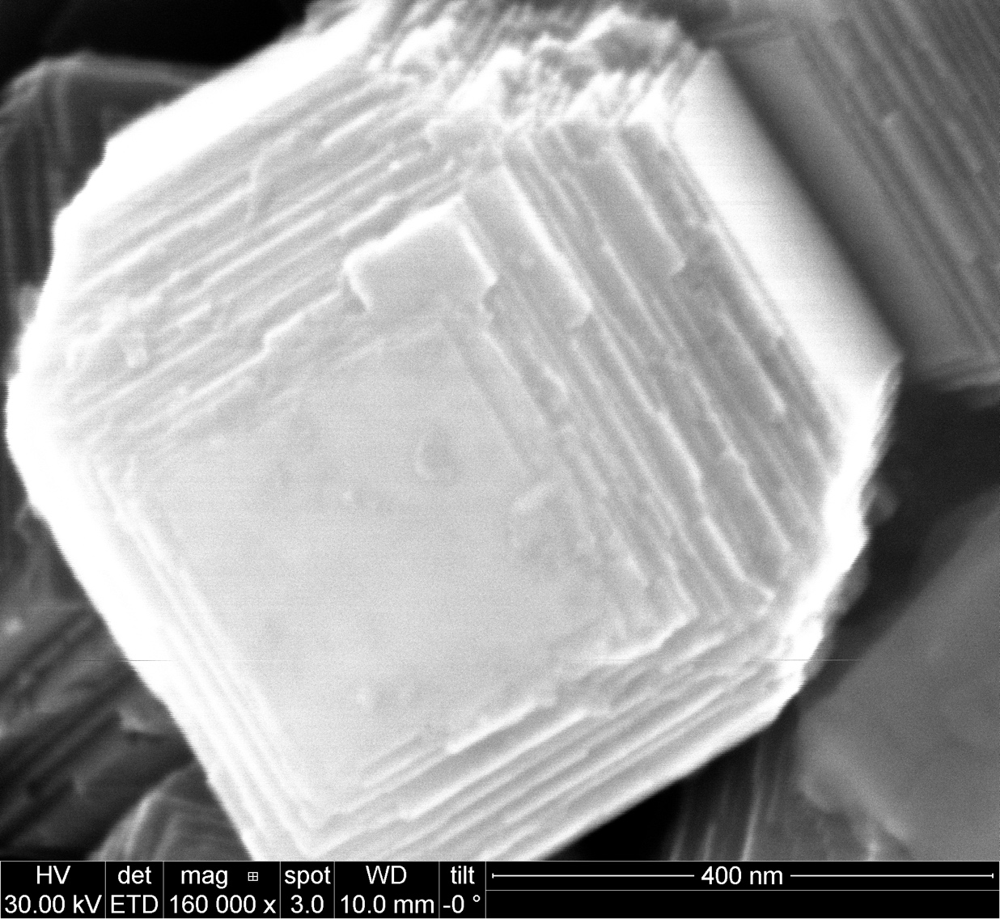 HV det mag ⊞ spot WD tilt 400 nm
30.00 kV ETD 160 000 x 3.0 10.0 mm -0 °